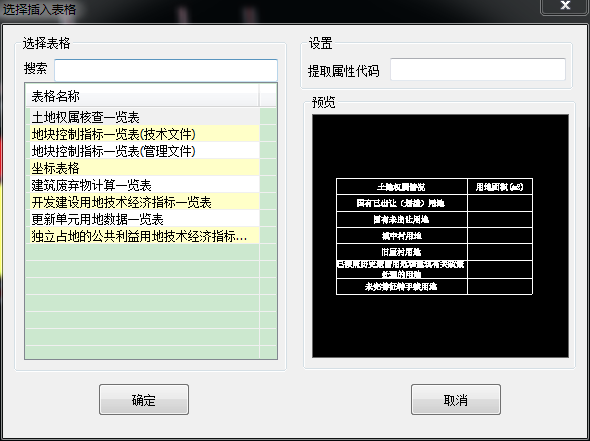 选择插入表格
选择表格
搜索
表格名称
土地权属核查一览表
地块控制指标一览表(技术文件)
地块控制指标一览表(管理文件)
坐标表格
建筑废弃物计算一览表
开发建设用地技术经济指标一览表
更新单元用地数据一览表
独立占地的公共利益用地技术经济指标...
设置
提取属性代码
预览
土地权属情况 用地面积(m2)
国有已出让(划拨)用地
国有未出让用地
城中村用地
旧屋村用地
处理的用地
未完善征转手续用地
确定
取消